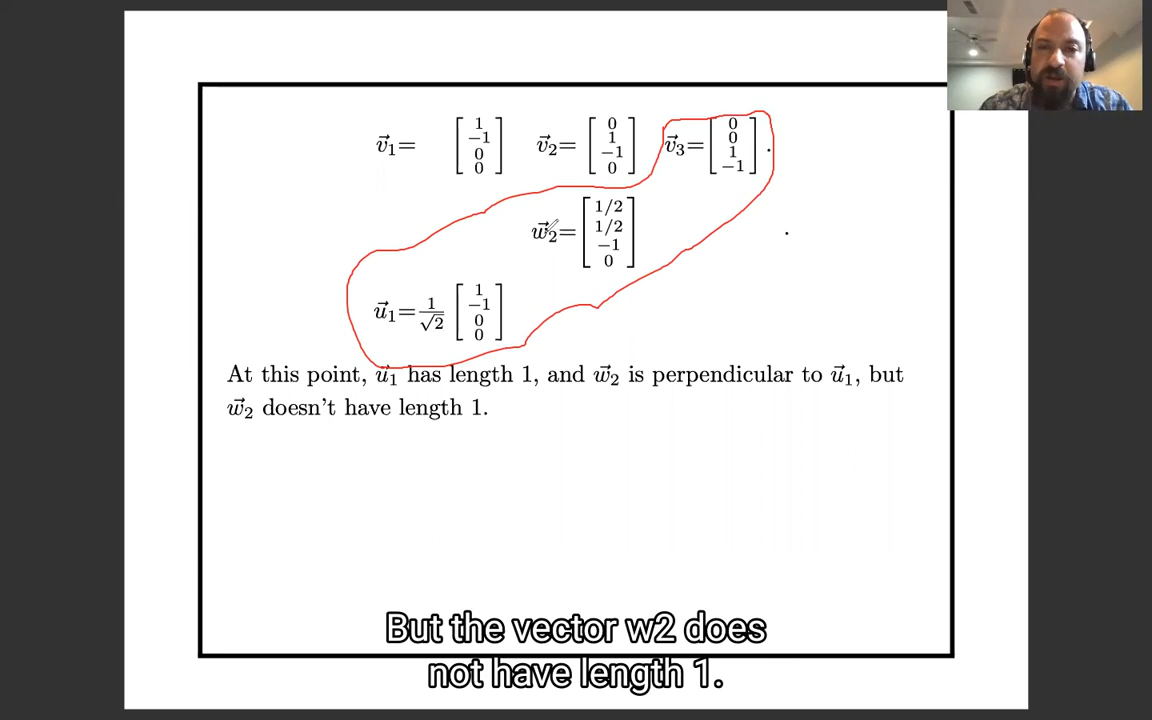 v⃗₁ = [1 −1 0 0] v⃗₂ = [0 1 −1 0] v⃗₃ = [0 0 1 −1].
w⃗₂ = [1/2 1/2 −1 0] .
u⃗₁ = 1/√2 [1 −1 0 0]
At this point, u⃗₁ has length 1, and w⃗₂ is perpendicular to u⃗₁, but
w⃗₂ doesn't have length 1.
But the vector w2 does
not have length 1.